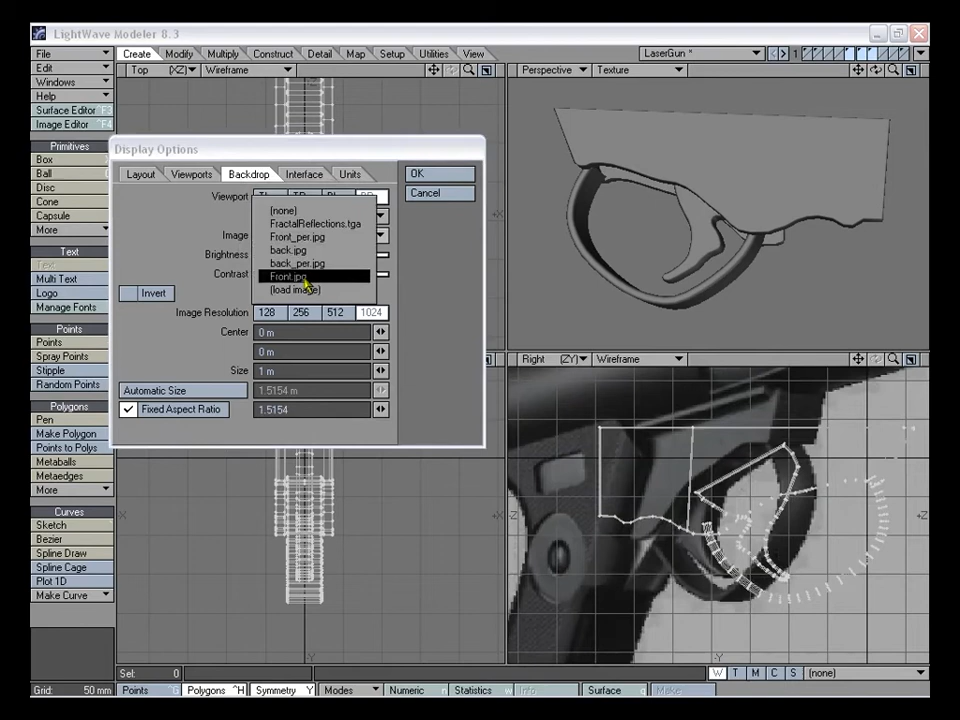 LightWave Modeler 8.3
File
Create Modify Multiply Construct Detail Map Setup Utilities View
LaserGun *
1
Edit
Top (XZ) Wireframe
Perspective Texture
Windows
Help
Surface Editor F3
Image Editor ^F4
Primitives
Box
Ball
Disc
Cone
Capsule
More
Text
Text
Multi Text
Logo
Manage Fonts
Points
Points
Spray Points
Stipple
Random Points
Polygons
Pen
Make Polygon
Points to Polys
Metaballs
Metaedges
More
Curves
Sketch
Bezier
Spline Draw
Spline Cage
Plot 1D
Make Curve
Display Options
Layout Viewports Backdrop Interface Units
OK
Cancel
Viewport
(none)
FractalReflections.tga
Image
Front_per.jpg
Brightness
back.jpg
back_per.jpg
Contrast
Front.jpg
Invert
(load image)
Image Resolution 128 256 512 1024
Center 0 m
0 m
Size 1 m
Automatic Size 1.5154 m
Fixed Aspect Ratio 1.5154
Right (ZY) Wireframe
X
Z
-Y
Sel: 0
W T M C S (none)
Grid: 50 mm
Points ^G Polygons ^H Symmetry Y Modes Numeric n Statistics w Info Surface q Make